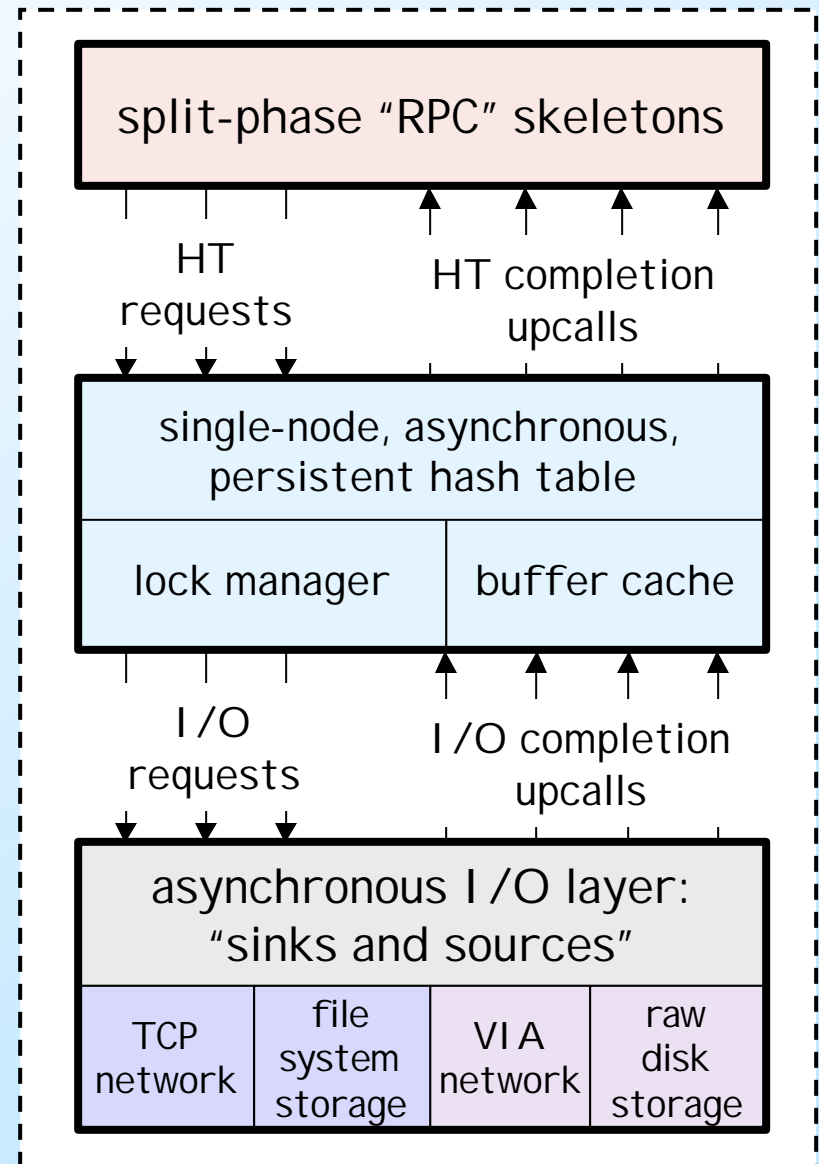 split-phase “RPC” skeletons
HT
requests
HT completion
upcalls
single-node, asynchronous,
persistent hash table
lock manager
buffer cache
I/O
requests
I/O completion
upcalls
asynchronous I/O layer:
“sinks and sources”
TCP
network
file
system
storage
VIA
network
raw
disk
storage